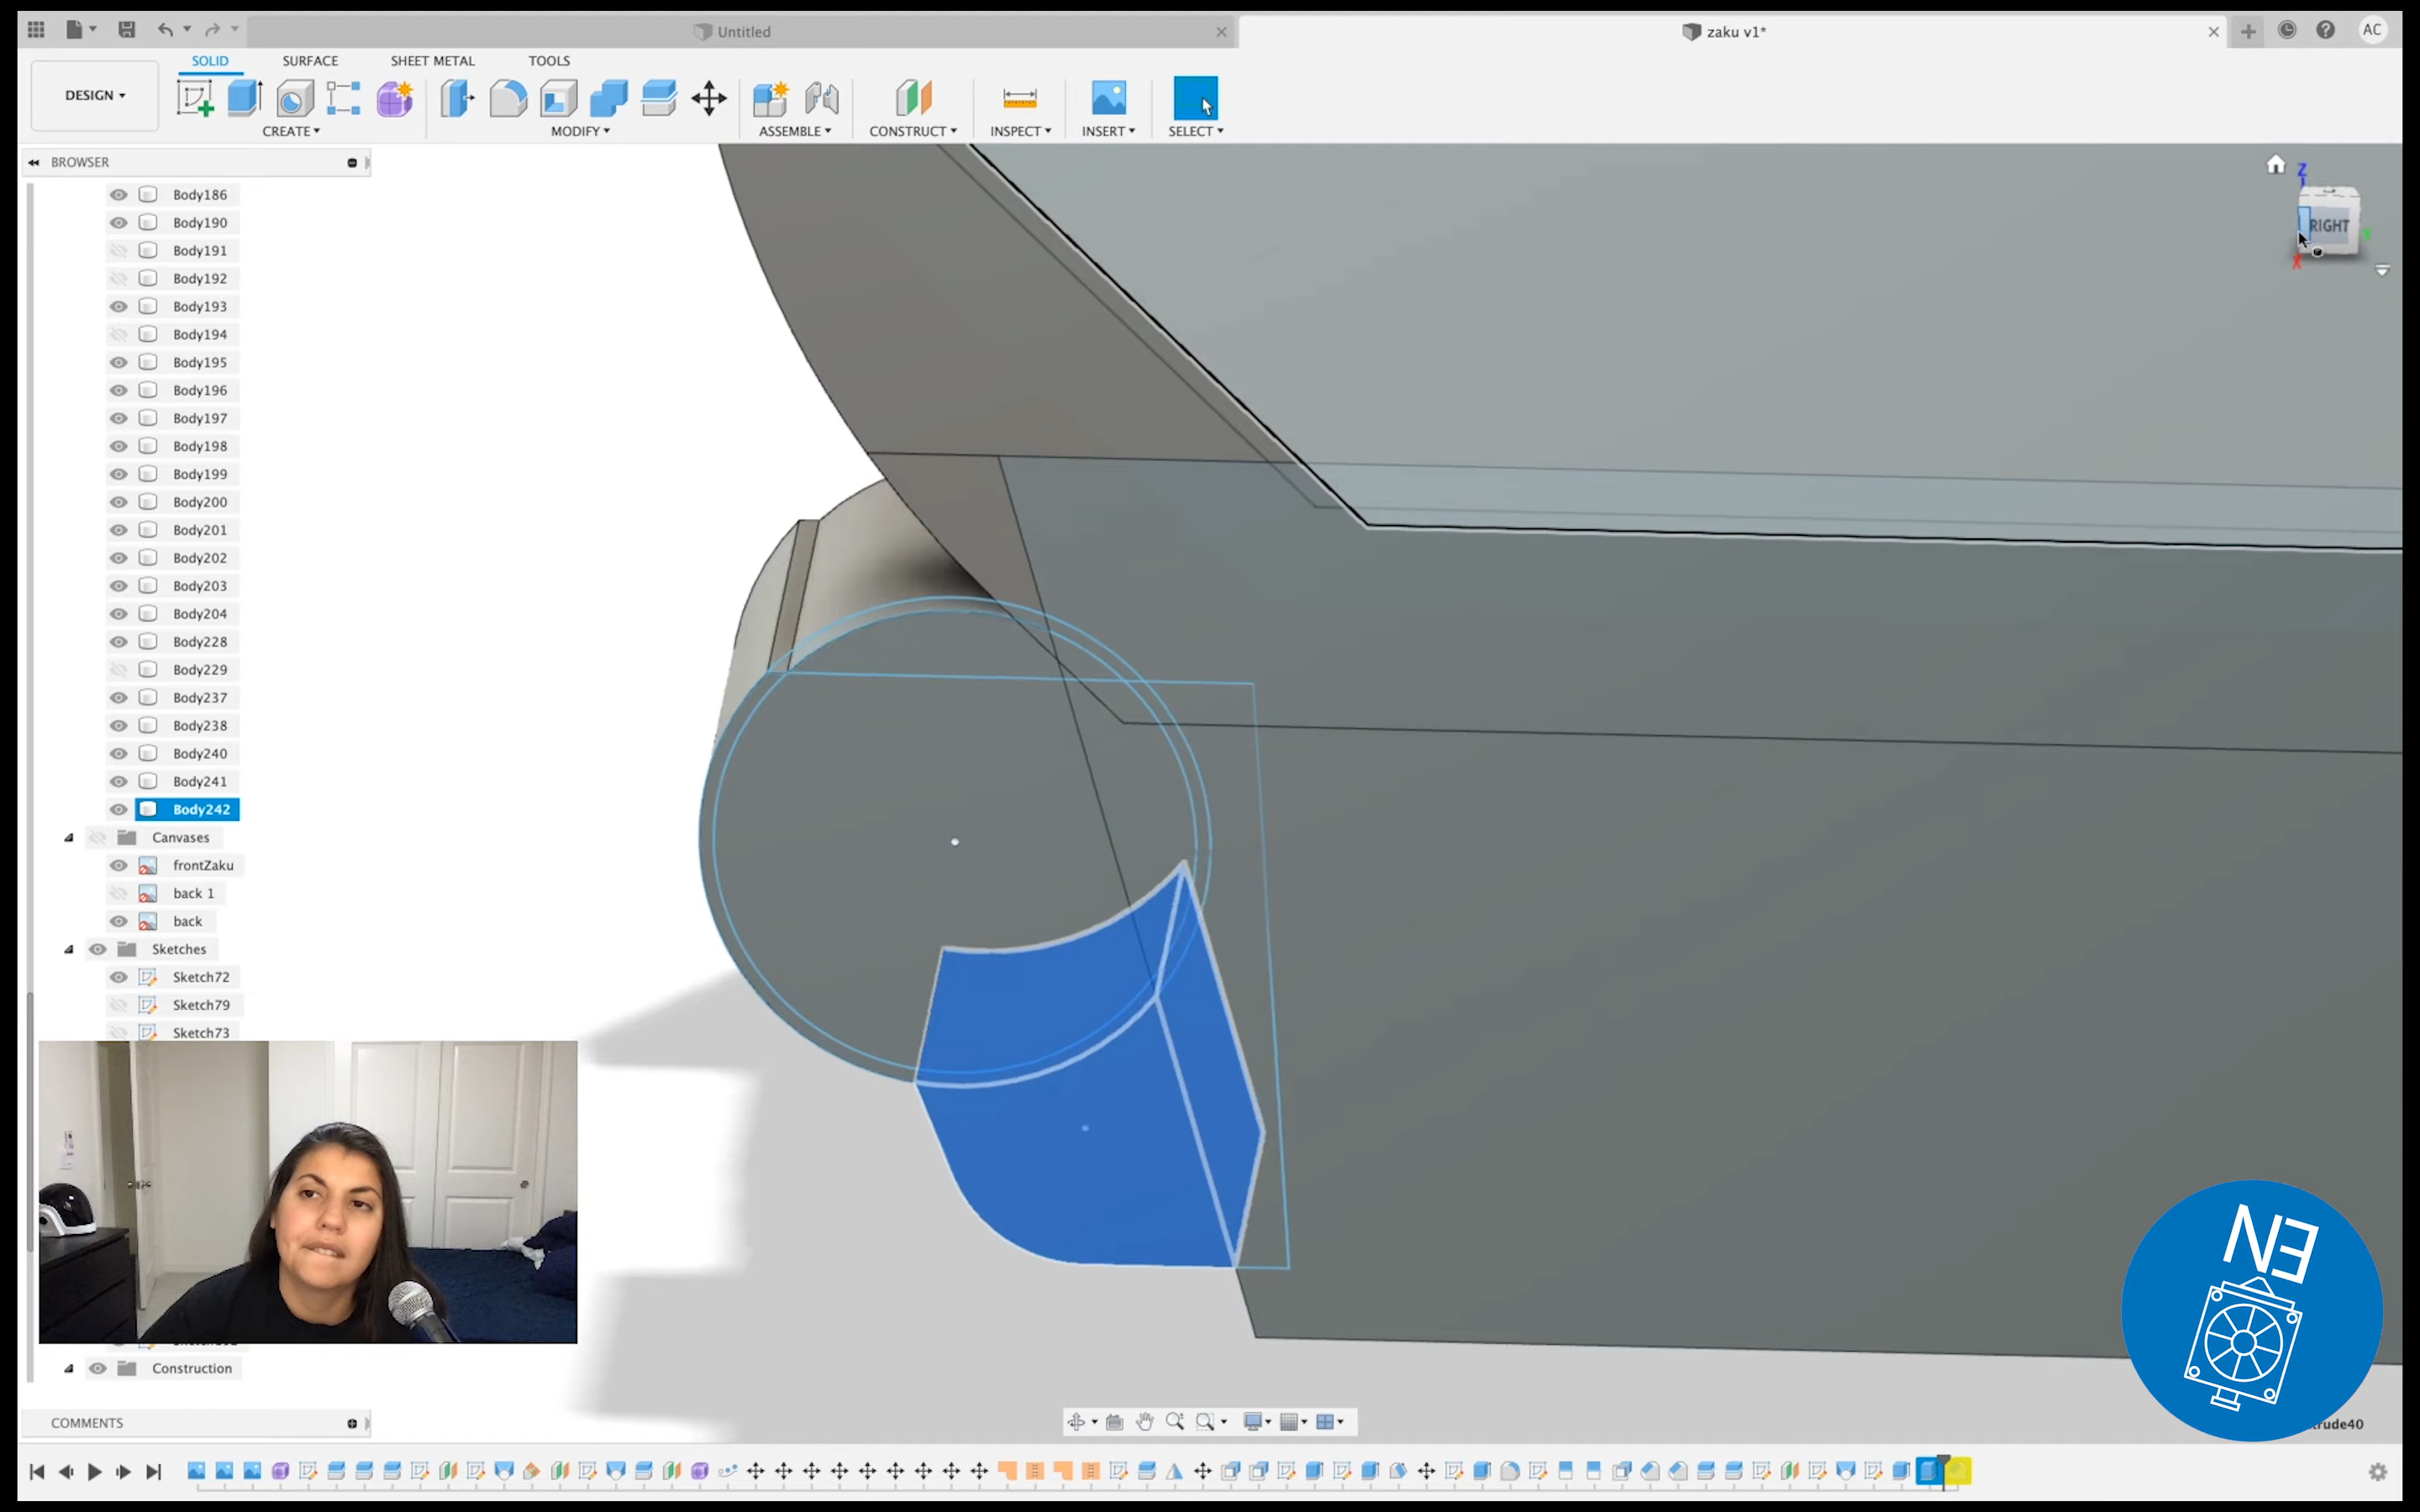 Untitled
zaku v1*
AC
SOLID
SURFACE
SHEET METAL
TOOLS
DESIGN
CREATE
MODIFY
ASSEMBLE
CONSTRUCT
INSPECT
INSERT
SELECT
BROWSER
Z
RIGHT
X
Body186
Body190
Body191
Body192
Body193
Body194
Body195
Body196
Body197
Body198
Body199
Body200
Body201
Body202
Body203
Body204
Body228
Body229
Body237
Body238
Body240
Body241
Body242
Canvases
frontZaku
back 1
back
Sketches
Sketch72
Sketch79
Sketch73
Construction
COMMENTS
rude40